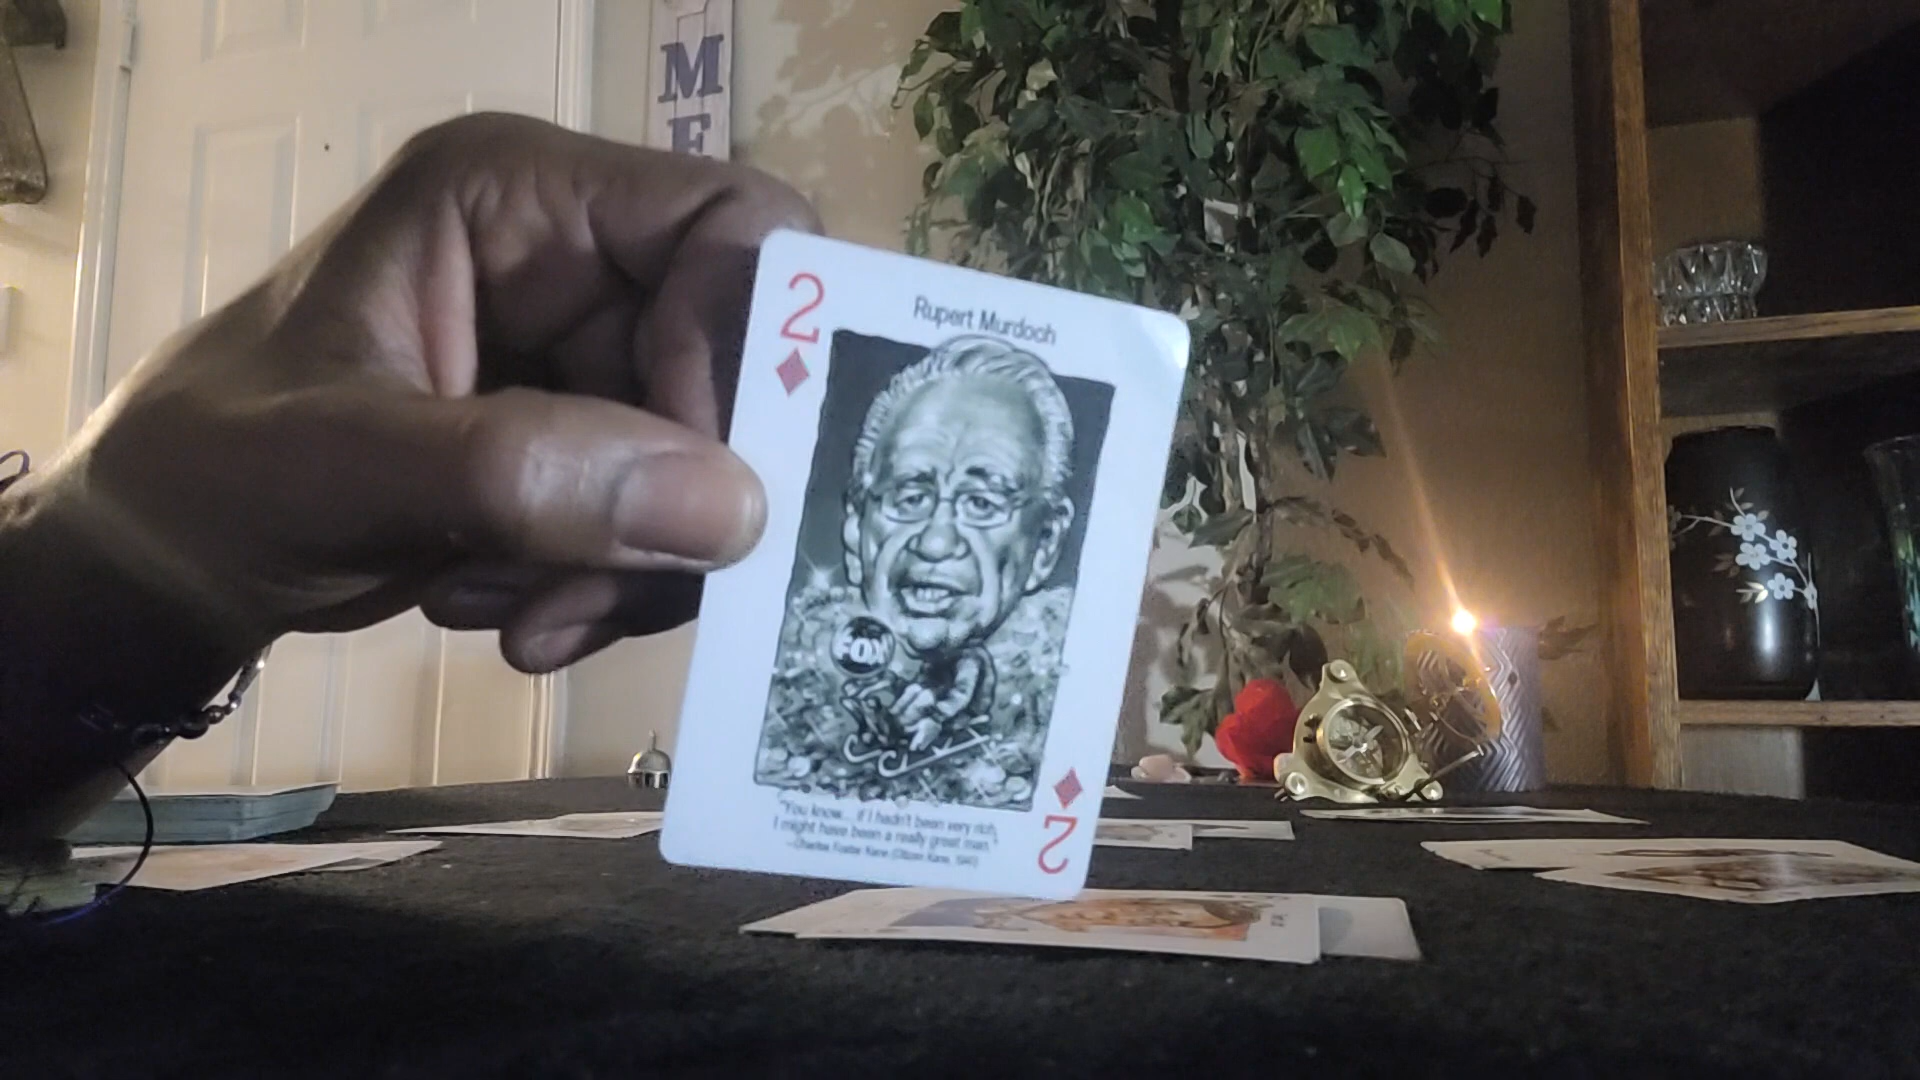 M
E
2
Rupert Murdoch
FOX
"You know... if I hadn't been very rich,
I might have been a really great man."
–Charles Foster Kane (Citizen Kane, 1941)
2